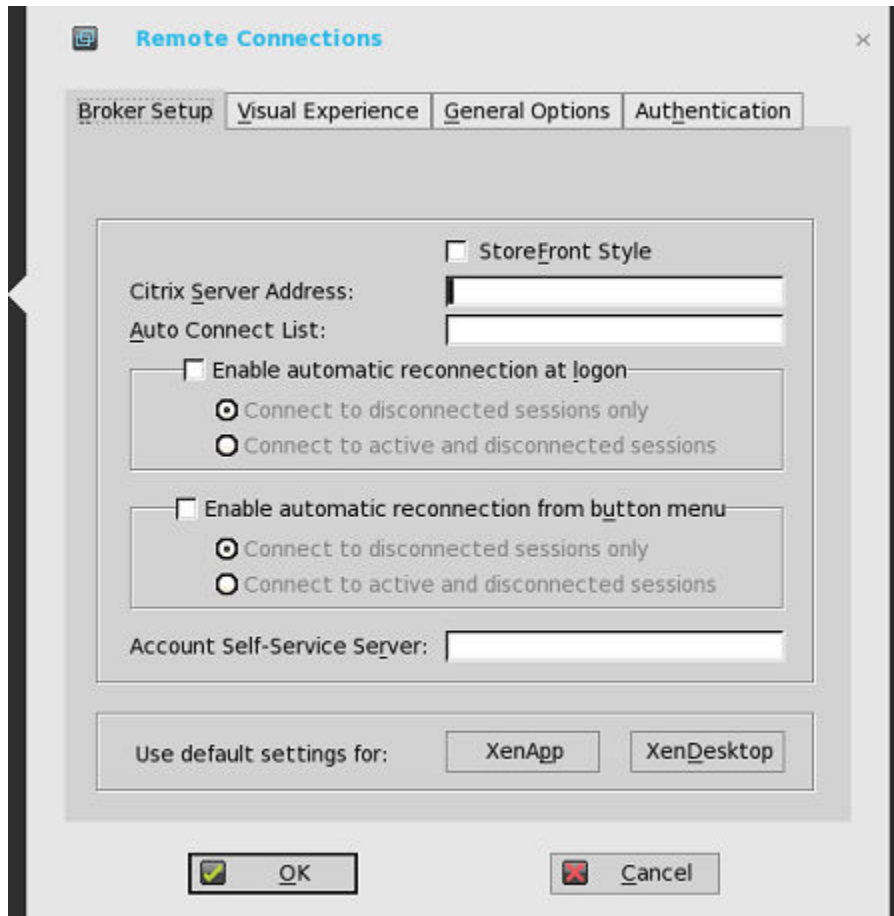 Remote Connections
Broker Setup Visual Experience General Options Authentication
StoreFront Style
Citrix Server Address:
Auto Connect List:
Enable automatic reconnection at logon
Connect to disconnected sessions only
Connect to active and disconnected sessions
Enable automatic reconnection from button menu
Connect to disconnected sessions only
Connect to active and disconnected sessions
Account Self-Service Server:
Use default settings for: XenApp XenDesktop
OK Cancel